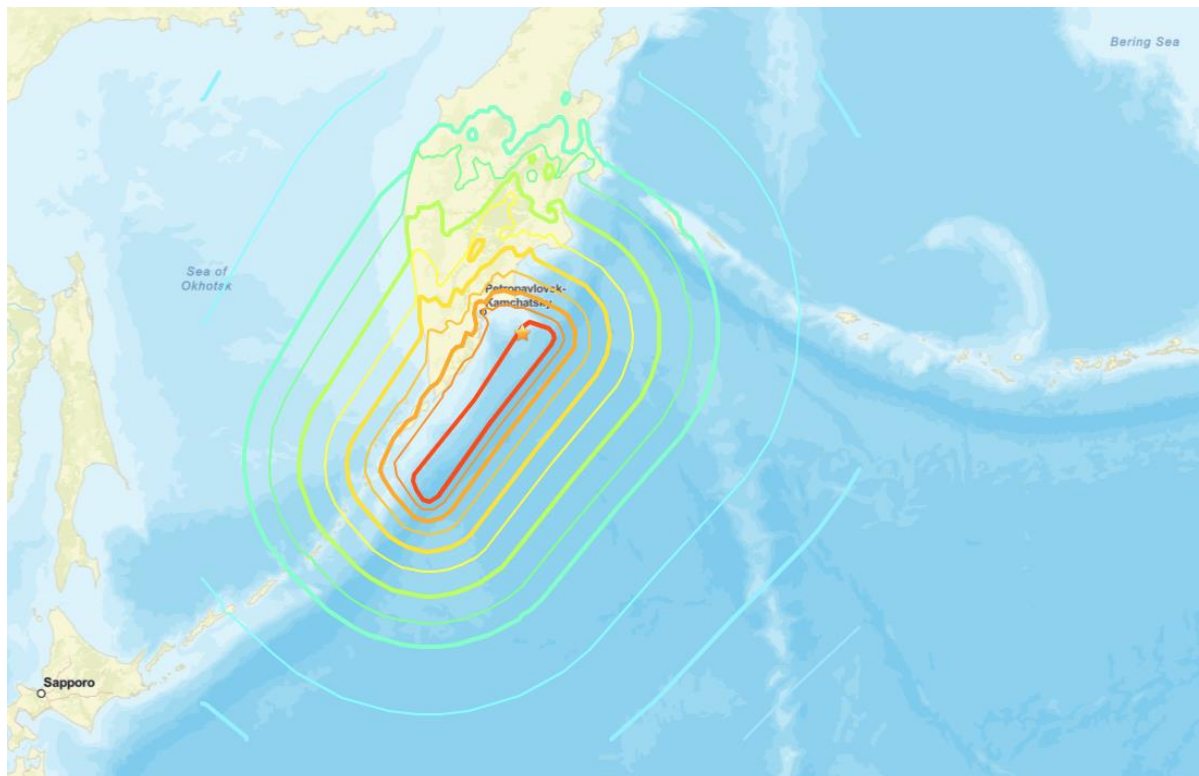 Bering Sea
Sea of
Okhotsk
Petropavlovsk-
Kamchatsky
Sapporo